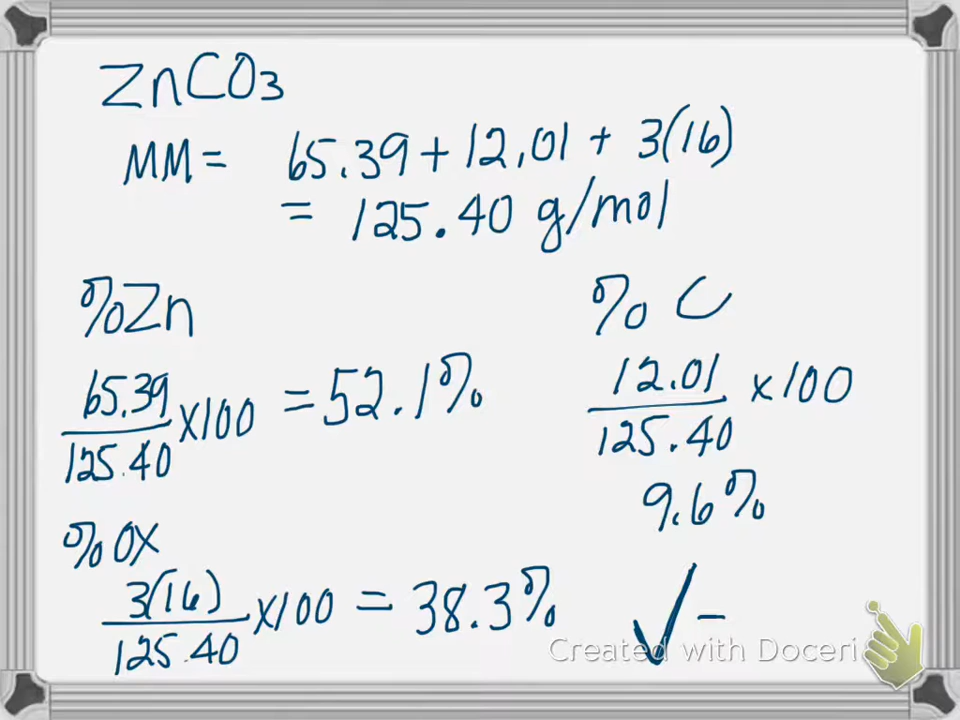 ZnCO3
MM = 65.39 + 12.01 + 3(16)
= 125.40 g/mol
%Zn
65.39
125.40
x100 = 52.1%
% C
12.01
125.40
x100
9.6%
%OX
3(16)
125.40
x100 = 38.3%
✓ –
Created with Doceri